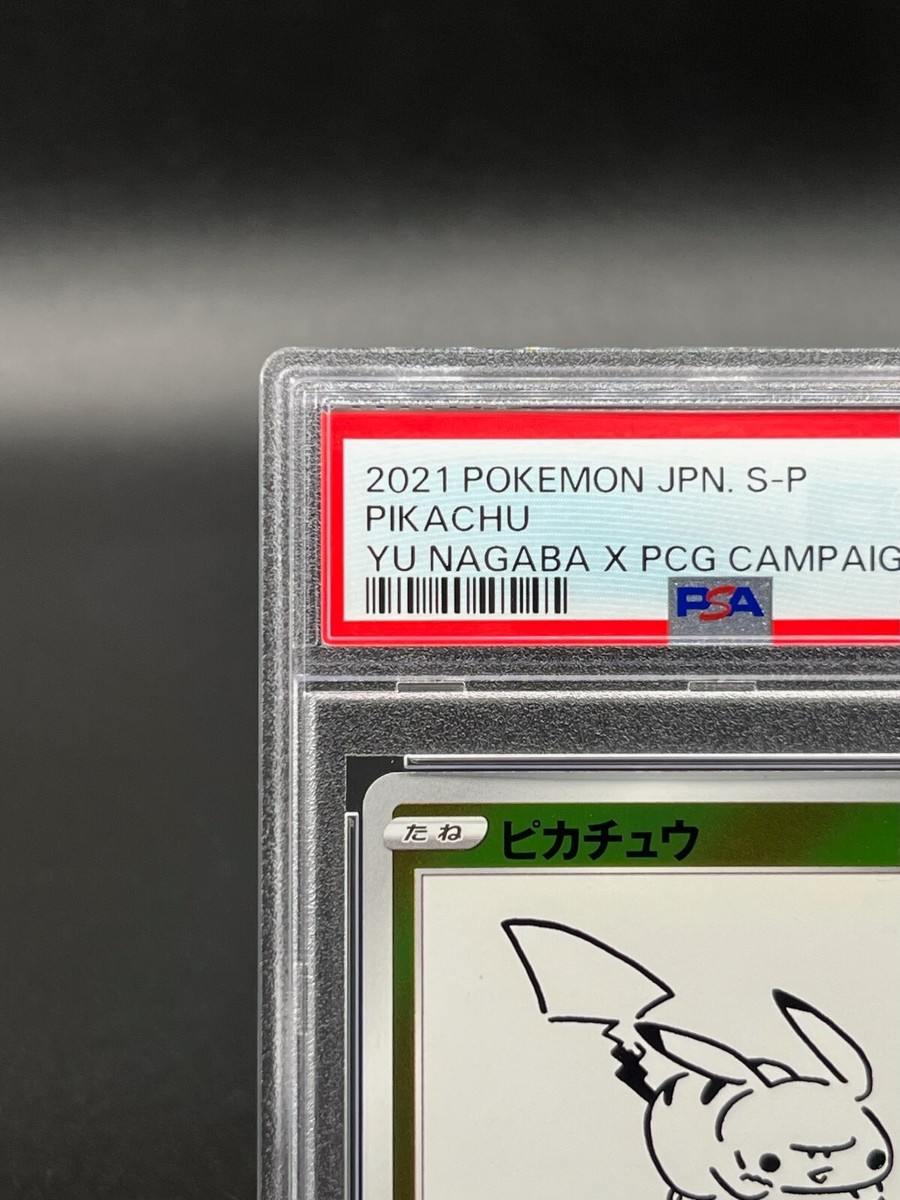 2021 POKEMON JPN. S-P
PIKACHU
YU NAGABA X PCG CAMPAIG
PSA
たね ピカチュウ